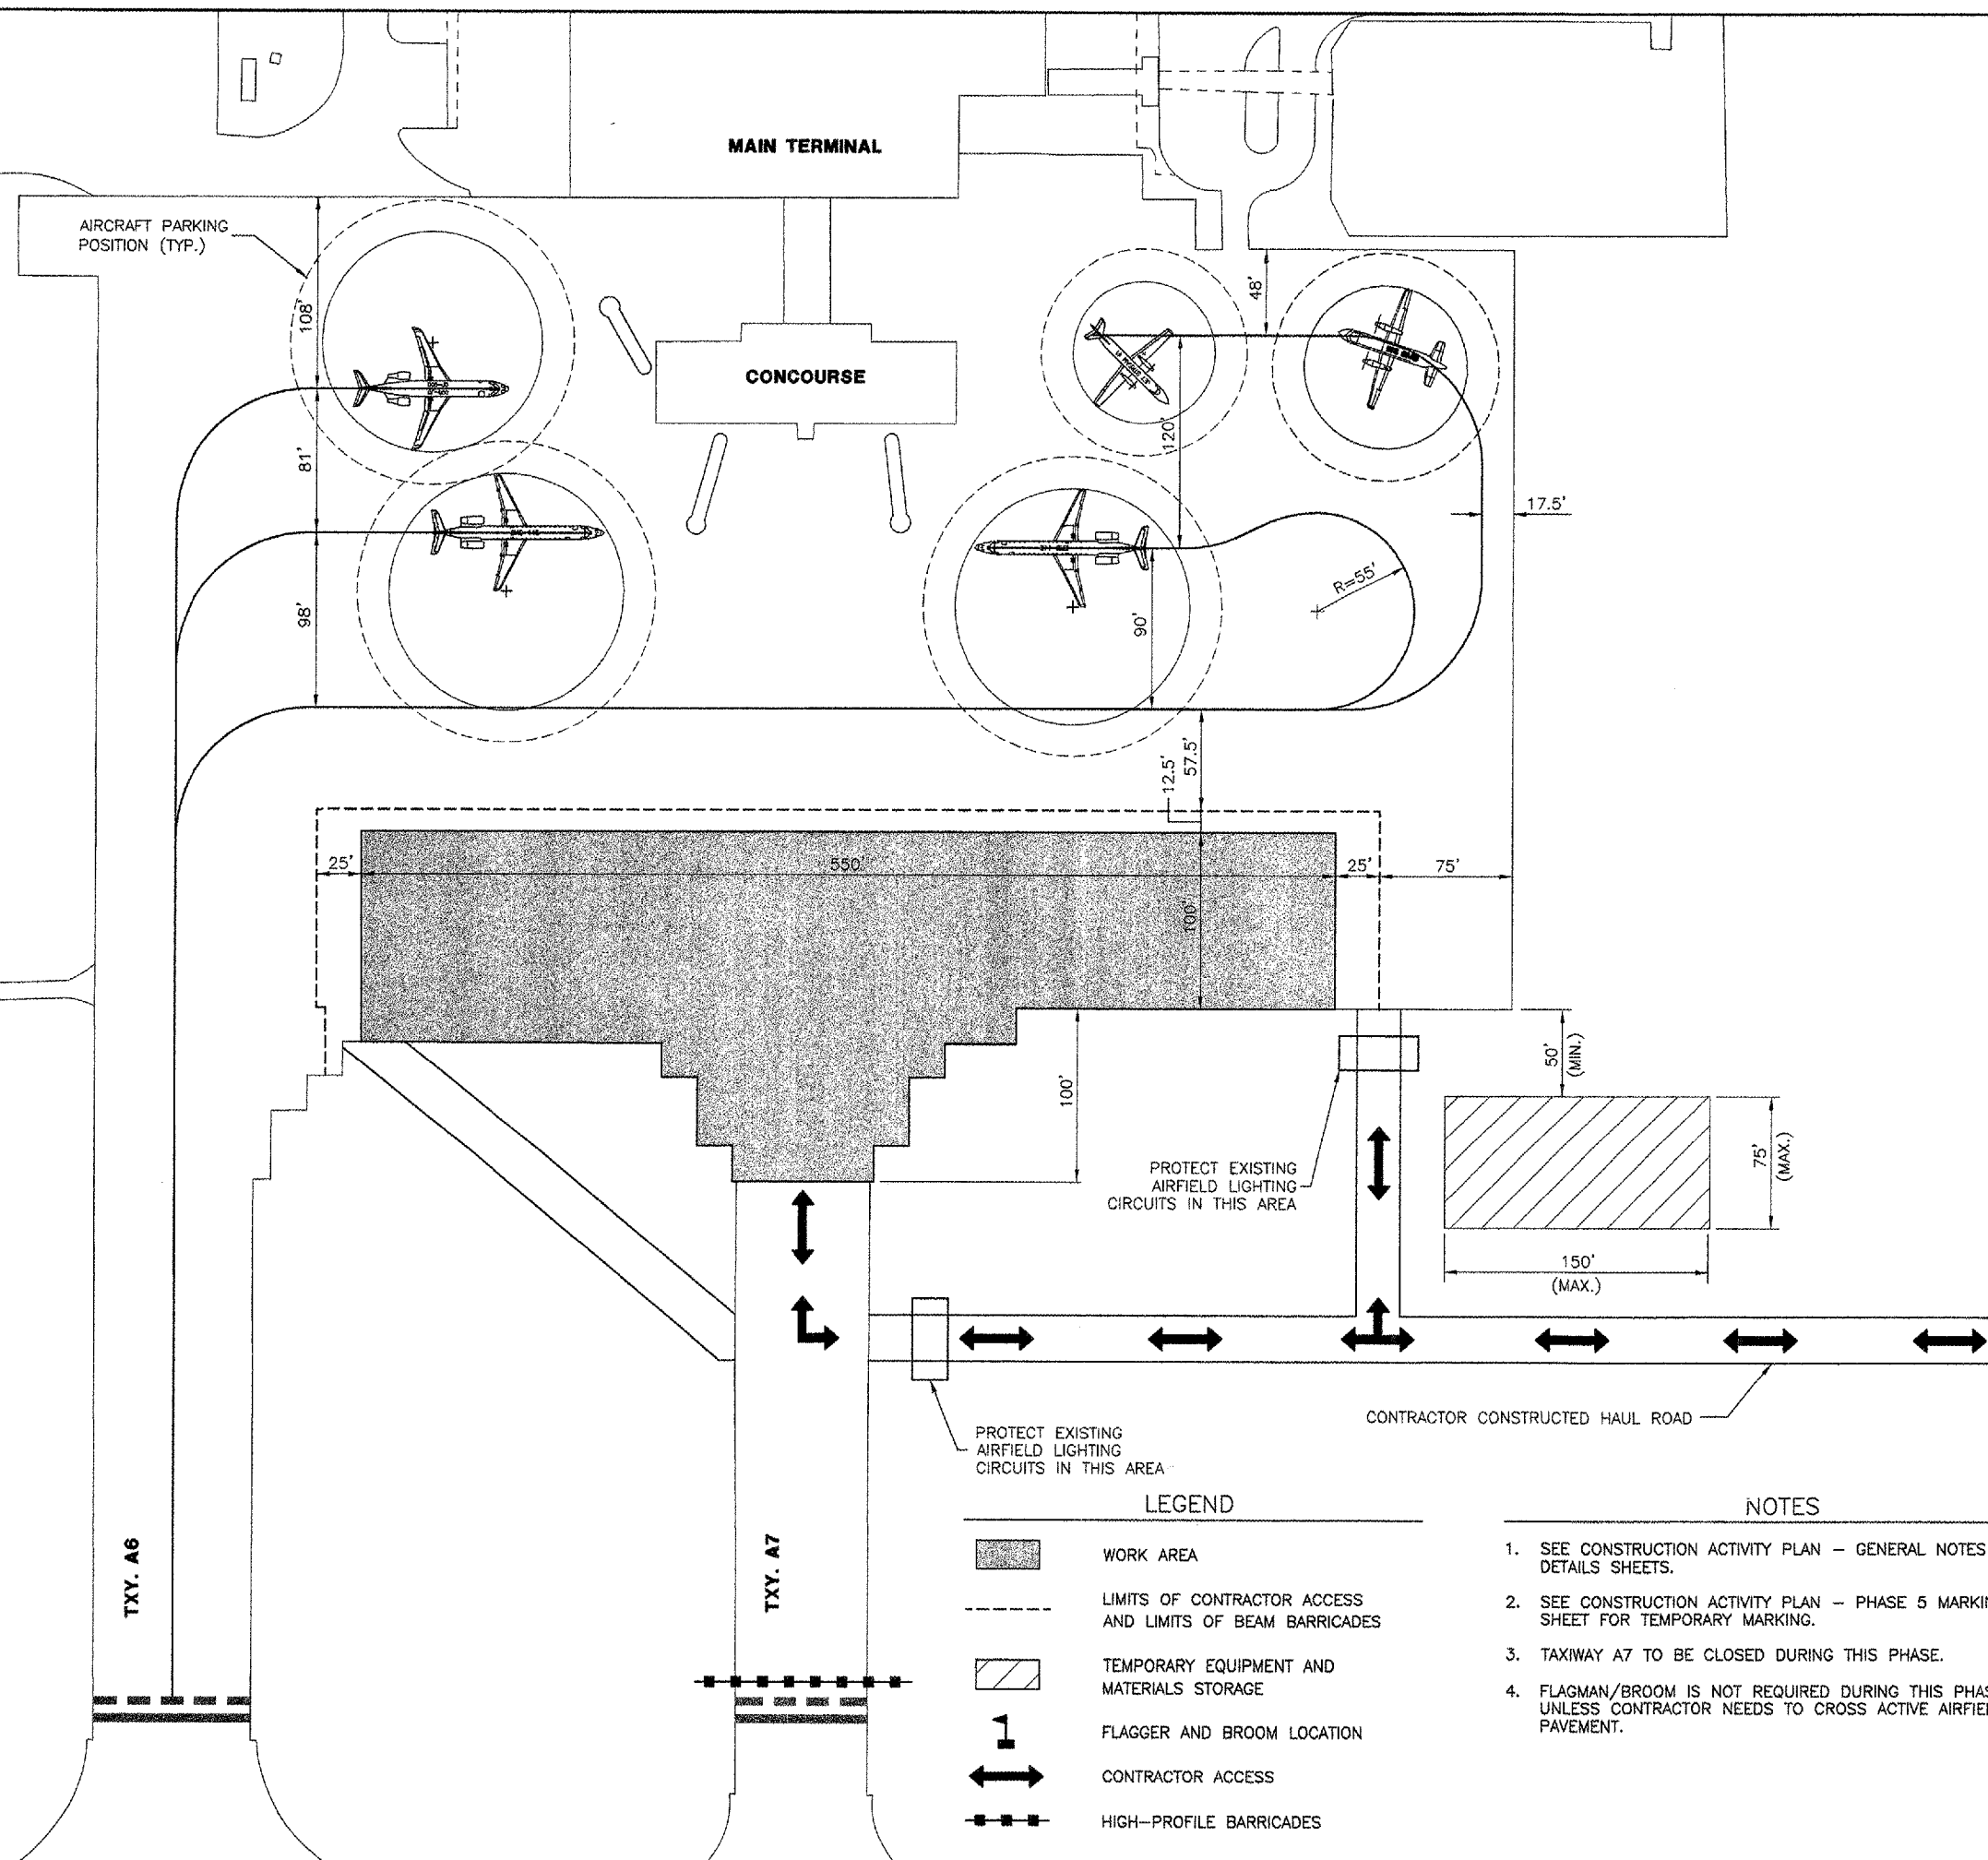 MAIN TERMINAL
AIRCRAFT PARKING
POSITION (TYP.)
108'
48'
CONCOURSE
81'
120'
17.5'
R=55'
98'
90'
12.5'
57.5'
25'
550'
25'
75'
100'
50'
(MIN.)
100'
75'
(MAX.)
PROTECT EXISTING
AIRFIELD LIGHTING
CIRCUITS IN THIS AREA
150'
(MAX.)
CONTRACTOR CONSTRUCTED HAUL ROAD
PROTECT EXISTING
AIRFIELD LIGHTING
CIRCUITS IN THIS AREA
TXY. A6
TXY. A7
LEGEND
WORK AREA
LIMITS OF CONTRACTOR ACCESS
AND LIMITS OF BEAM BARRICADES
TEMPORARY EQUIPMENT AND
MATERIALS STORAGE
FLAGGER AND BROOM LOCATION
CONTRACTOR ACCESS
HIGH-PROFILE BARRICADES
NOTES
1. SEE CONSTRUCTION ACTIVITY PLAN – GENERAL NOTES
DETAILS SHEETS.
2. SEE CONSTRUCTION ACTIVITY PLAN – PHASE 5
SHEET FOR TEMPORARY MARKING.
3. TAXIWAY A7 TO BE CLOSED DURING THIS PHASE.
4. FLAGMAN/BROOM IS NOT REQUIRED DURING THIS
UNLESS CONTRACTOR NEEDS TO CROSS ACTIVE
PAVEMENT.